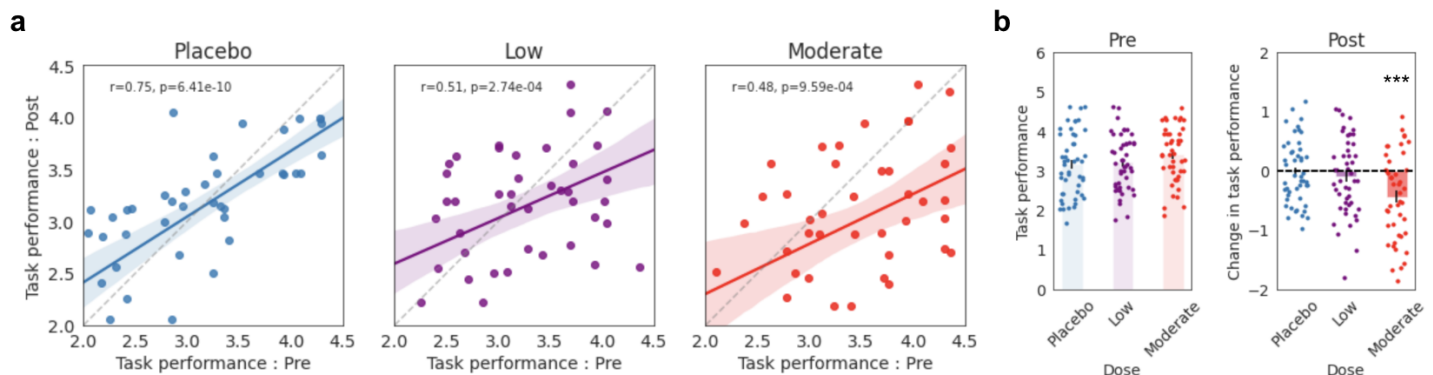 a
Placebo
r=0.75, p=6.41e-10
Task performance : Post
4.5
4.0
3.5
3.0
2.5
2.0
2.0 2.5 3.0 3.5 4.0 4.5
Task performance : Pre
Low
r=0.51, p=2.74e-04
2.0 2.5 3.0 3.5 4.0 4.5
Task performance : Pre
Moderate
r=0.48, p=9.59e-04
2.0 2.5 3.0 3.5 4.0 4.5
Task performance : Pre
b
Pre
Task performance
6
5
4
3
2
1
0
Placebo Low Moderate
Dose
Post
Change in task performance
2
1
0
−1
−2
***
Placebo Low Moderate
Dose